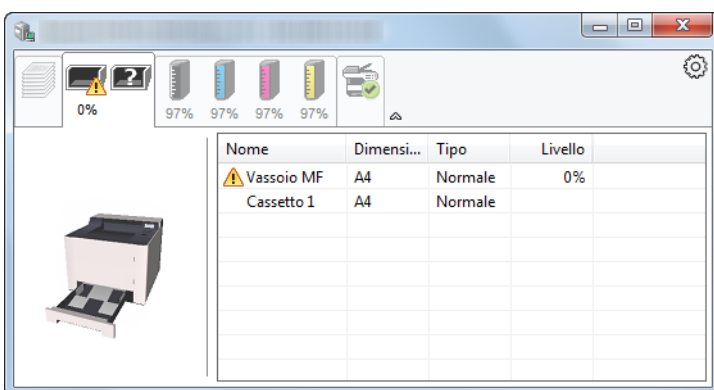 0%
97%
97%
97%
97%
Nome Dimensi... Tipo Livello
Vassoio MF A4 Normale 0%
Cassetto 1 A4 Normale